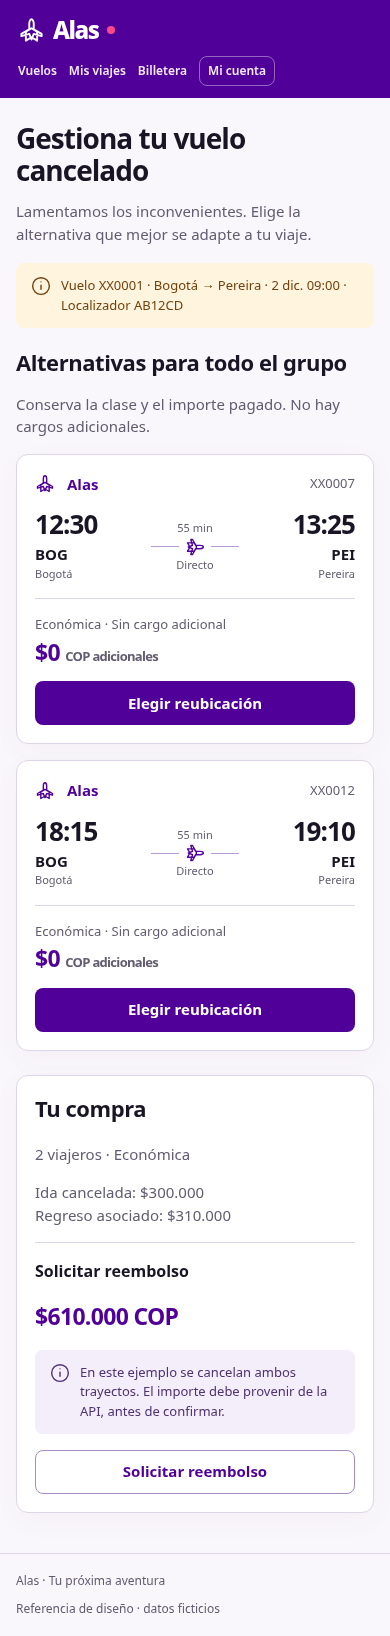 Alas
Vuelos Mis viajes Billetera Mi cuenta
Gestiona tu vuelo
cancelado
Lamentamos los inconvenientes. Elige la
alternativa que mejor se adapte a tu viaje.
Vuelo XX0001 · Bogotá → Pereira · 2 dic. 09:00 ·
Localizador AB12CD
Alternativas para todo el grupo
Conserva la clase y el importe pagado. No hay
cargos adicionales.
Alas XX0007
12:30 55 min 13:25
BOG PEI
Bogotá Directo Pereira
Económica · Sin cargo adicional
$0 COP adicionales
Elegir reubicación
Alas XX0012
18:15 55 min 19:10
BOG PEI
Bogotá Directo Pereira
Económica · Sin cargo adicional
$0 COP adicionales
Elegir reubicación
Tu compra
2 viajeros · Económica
Ida cancelada: $300.000
Regreso asociado: $310.000
Solicitar reembolso
$610.000 COP
En este ejemplo se cancelan ambos
trayectos. El importe debe provenir de la
API, antes de confirmar.
Solicitar reembolso
Alas · Tu próxima aventura
Referencia de diseño · datos ficticios